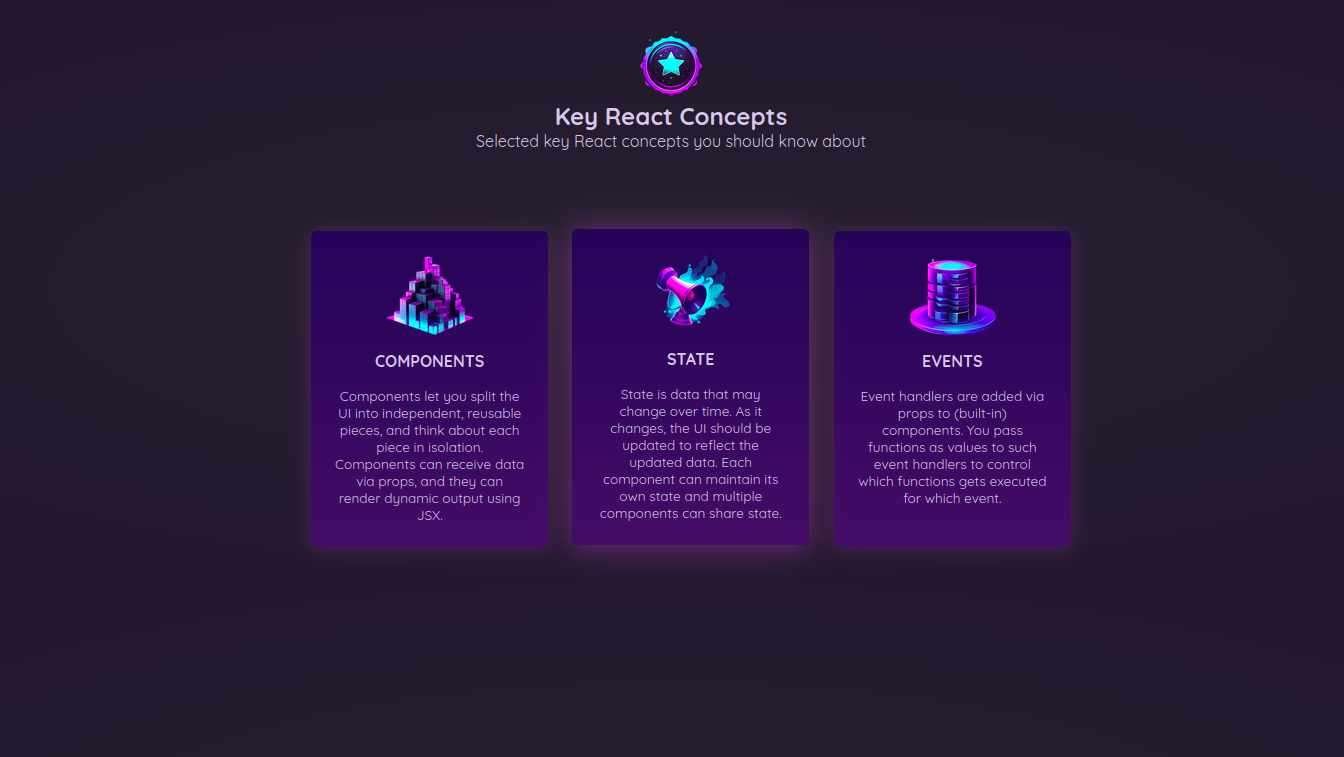 Key React Concepts
Selected key React concepts you should know about
COMPONENTS
Components let you split the
UI into independent, reusable
pieces, and think about each
piece in isolation.
Components can receive data
via props, and they can
render dynamic output using
JSX.
STATE
State is data that may
change over time. As it
changes, the UI should be
updated to reflect the
updated data. Each
component can maintain its
own state and multiple
components can share state.
EVENTS
Event handlers are added via
props to (built-in)
components. You pass
functions as values to such
event handlers to control
which functions gets executed
for which event.